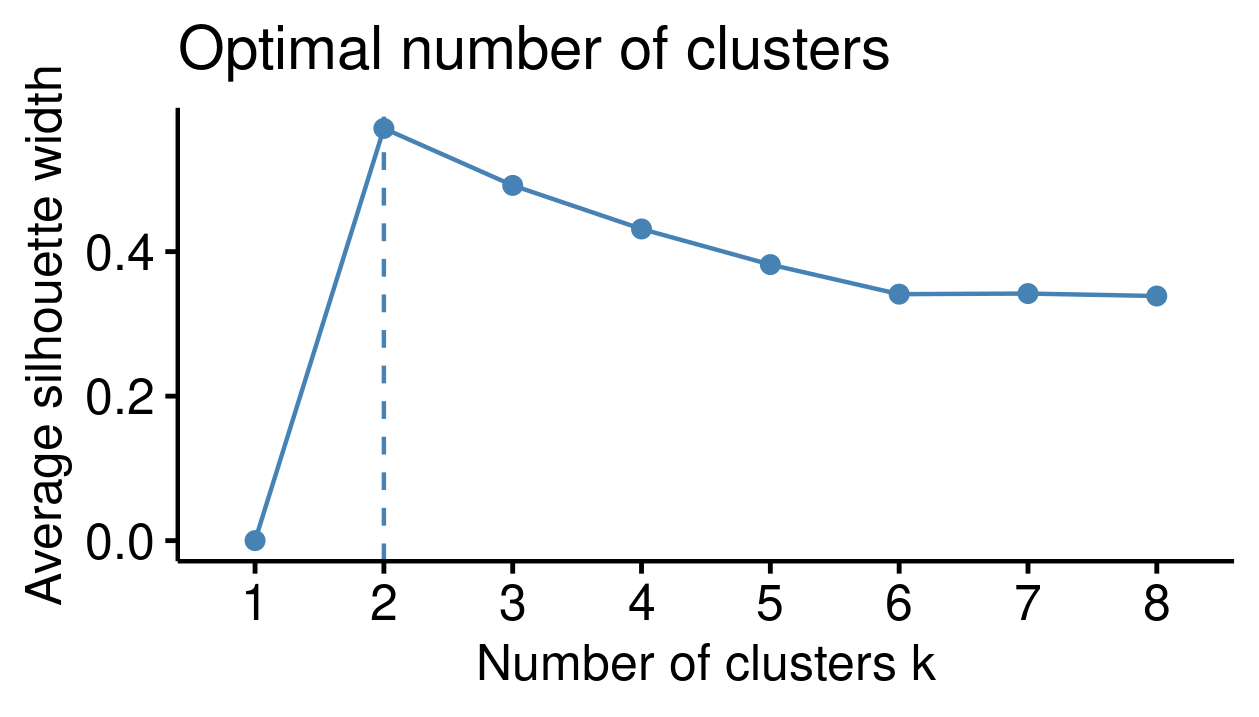 Optimal number of clusters
Average silhouette width
0.4
0.2
0.0
1 2 3 4 5 6 7 8
Number of clusters k